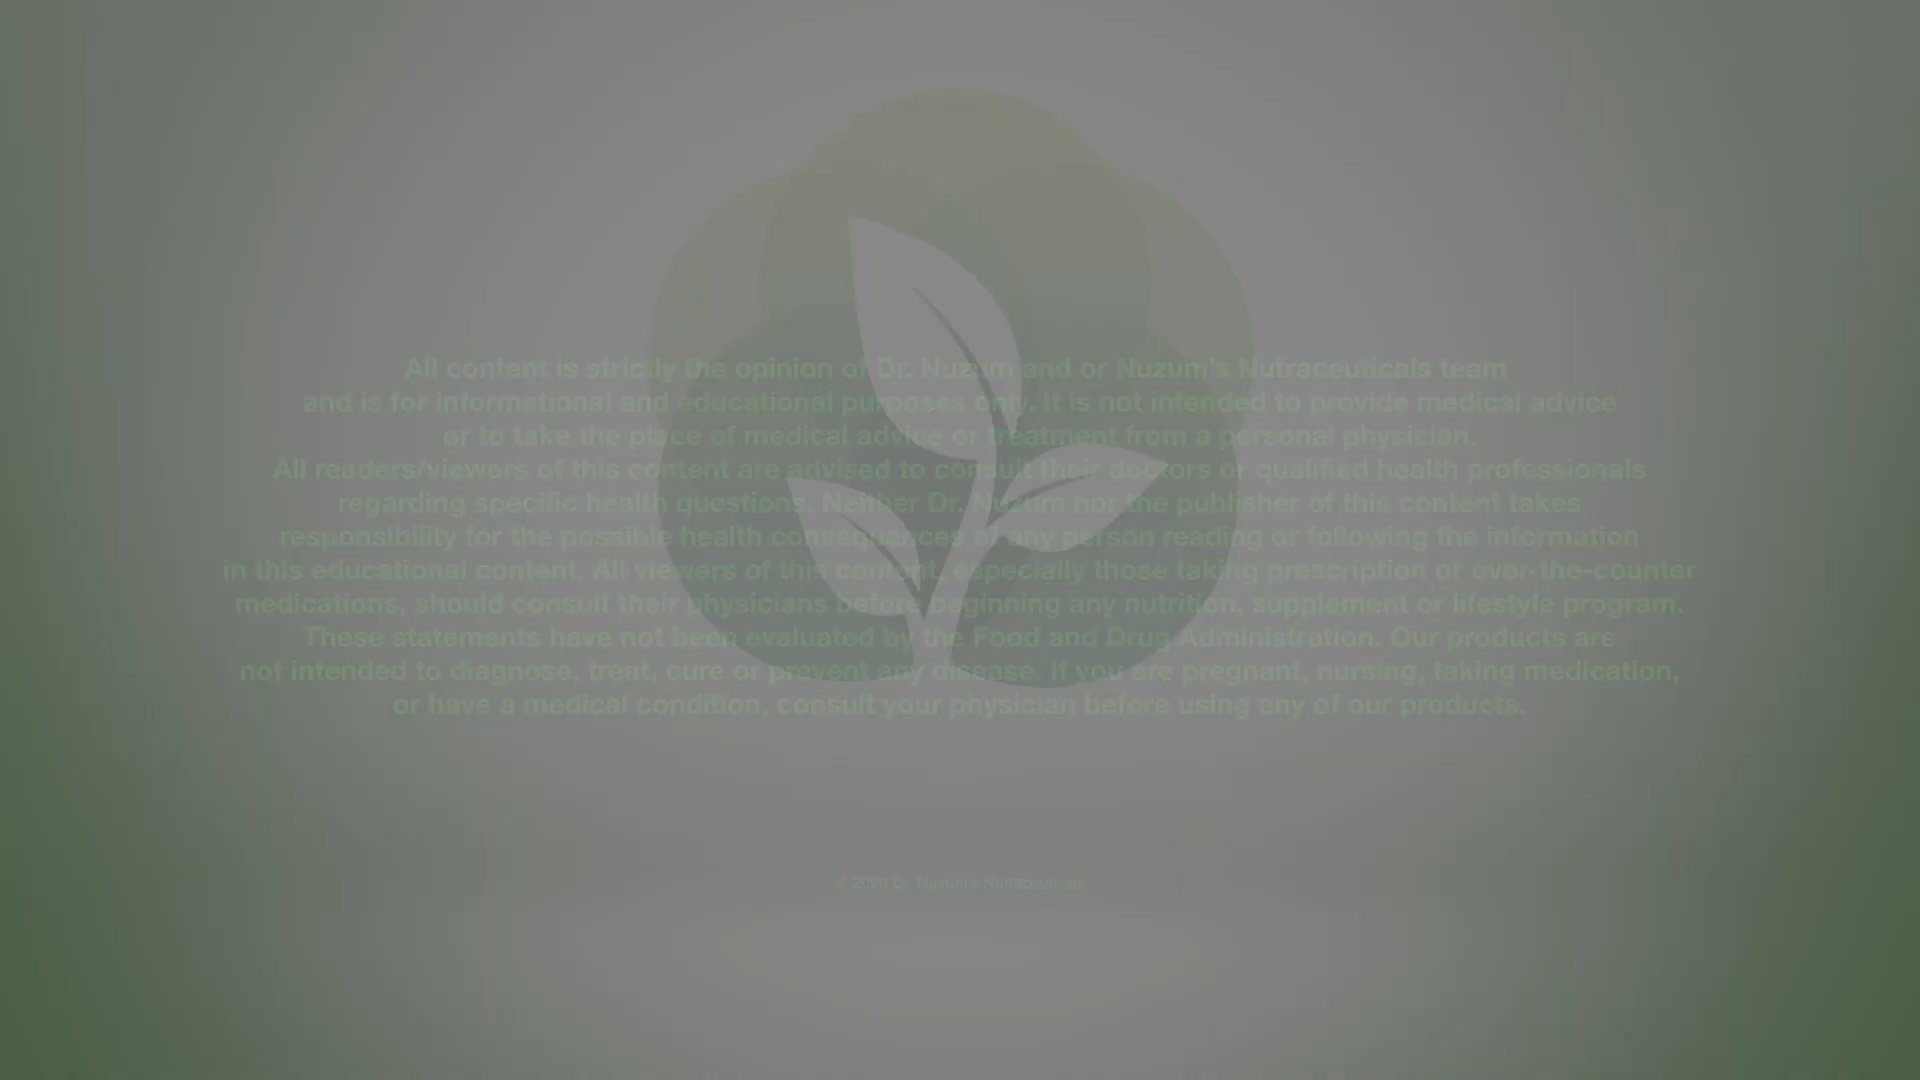 All content is strictly the opinion of Dr. Nuzum and or Nuzum's Nutraceuticals team
and is for informational and educational purposes only. It is not intended to provide medical advice
or to take the place of medical advice or treatment from a personal physician.
All readers/viewers of this content are advised to consult their doctors or qualified health professionals
regarding specific health questions. Neither Dr. Nuzum nor the publisher of this content takes
responsibility for the possible health consequences of any person reading or following the information
in this educational content. All viewers of this content, especially those taking prescription or over-the-counter
medications, should consult their physicians before beginning any nutrition, supplement or lifestyle program.
These statements have not been evaluated by the Food and Drug Administration. Our products are
not intended to diagnose, treat, cure or prevent any disease. If you are pregnant, nursing, taking medication,
or have a medical condition, consult your physician before using any of our products.
© 2020 Dr. Nuzum's Nutraceuticals